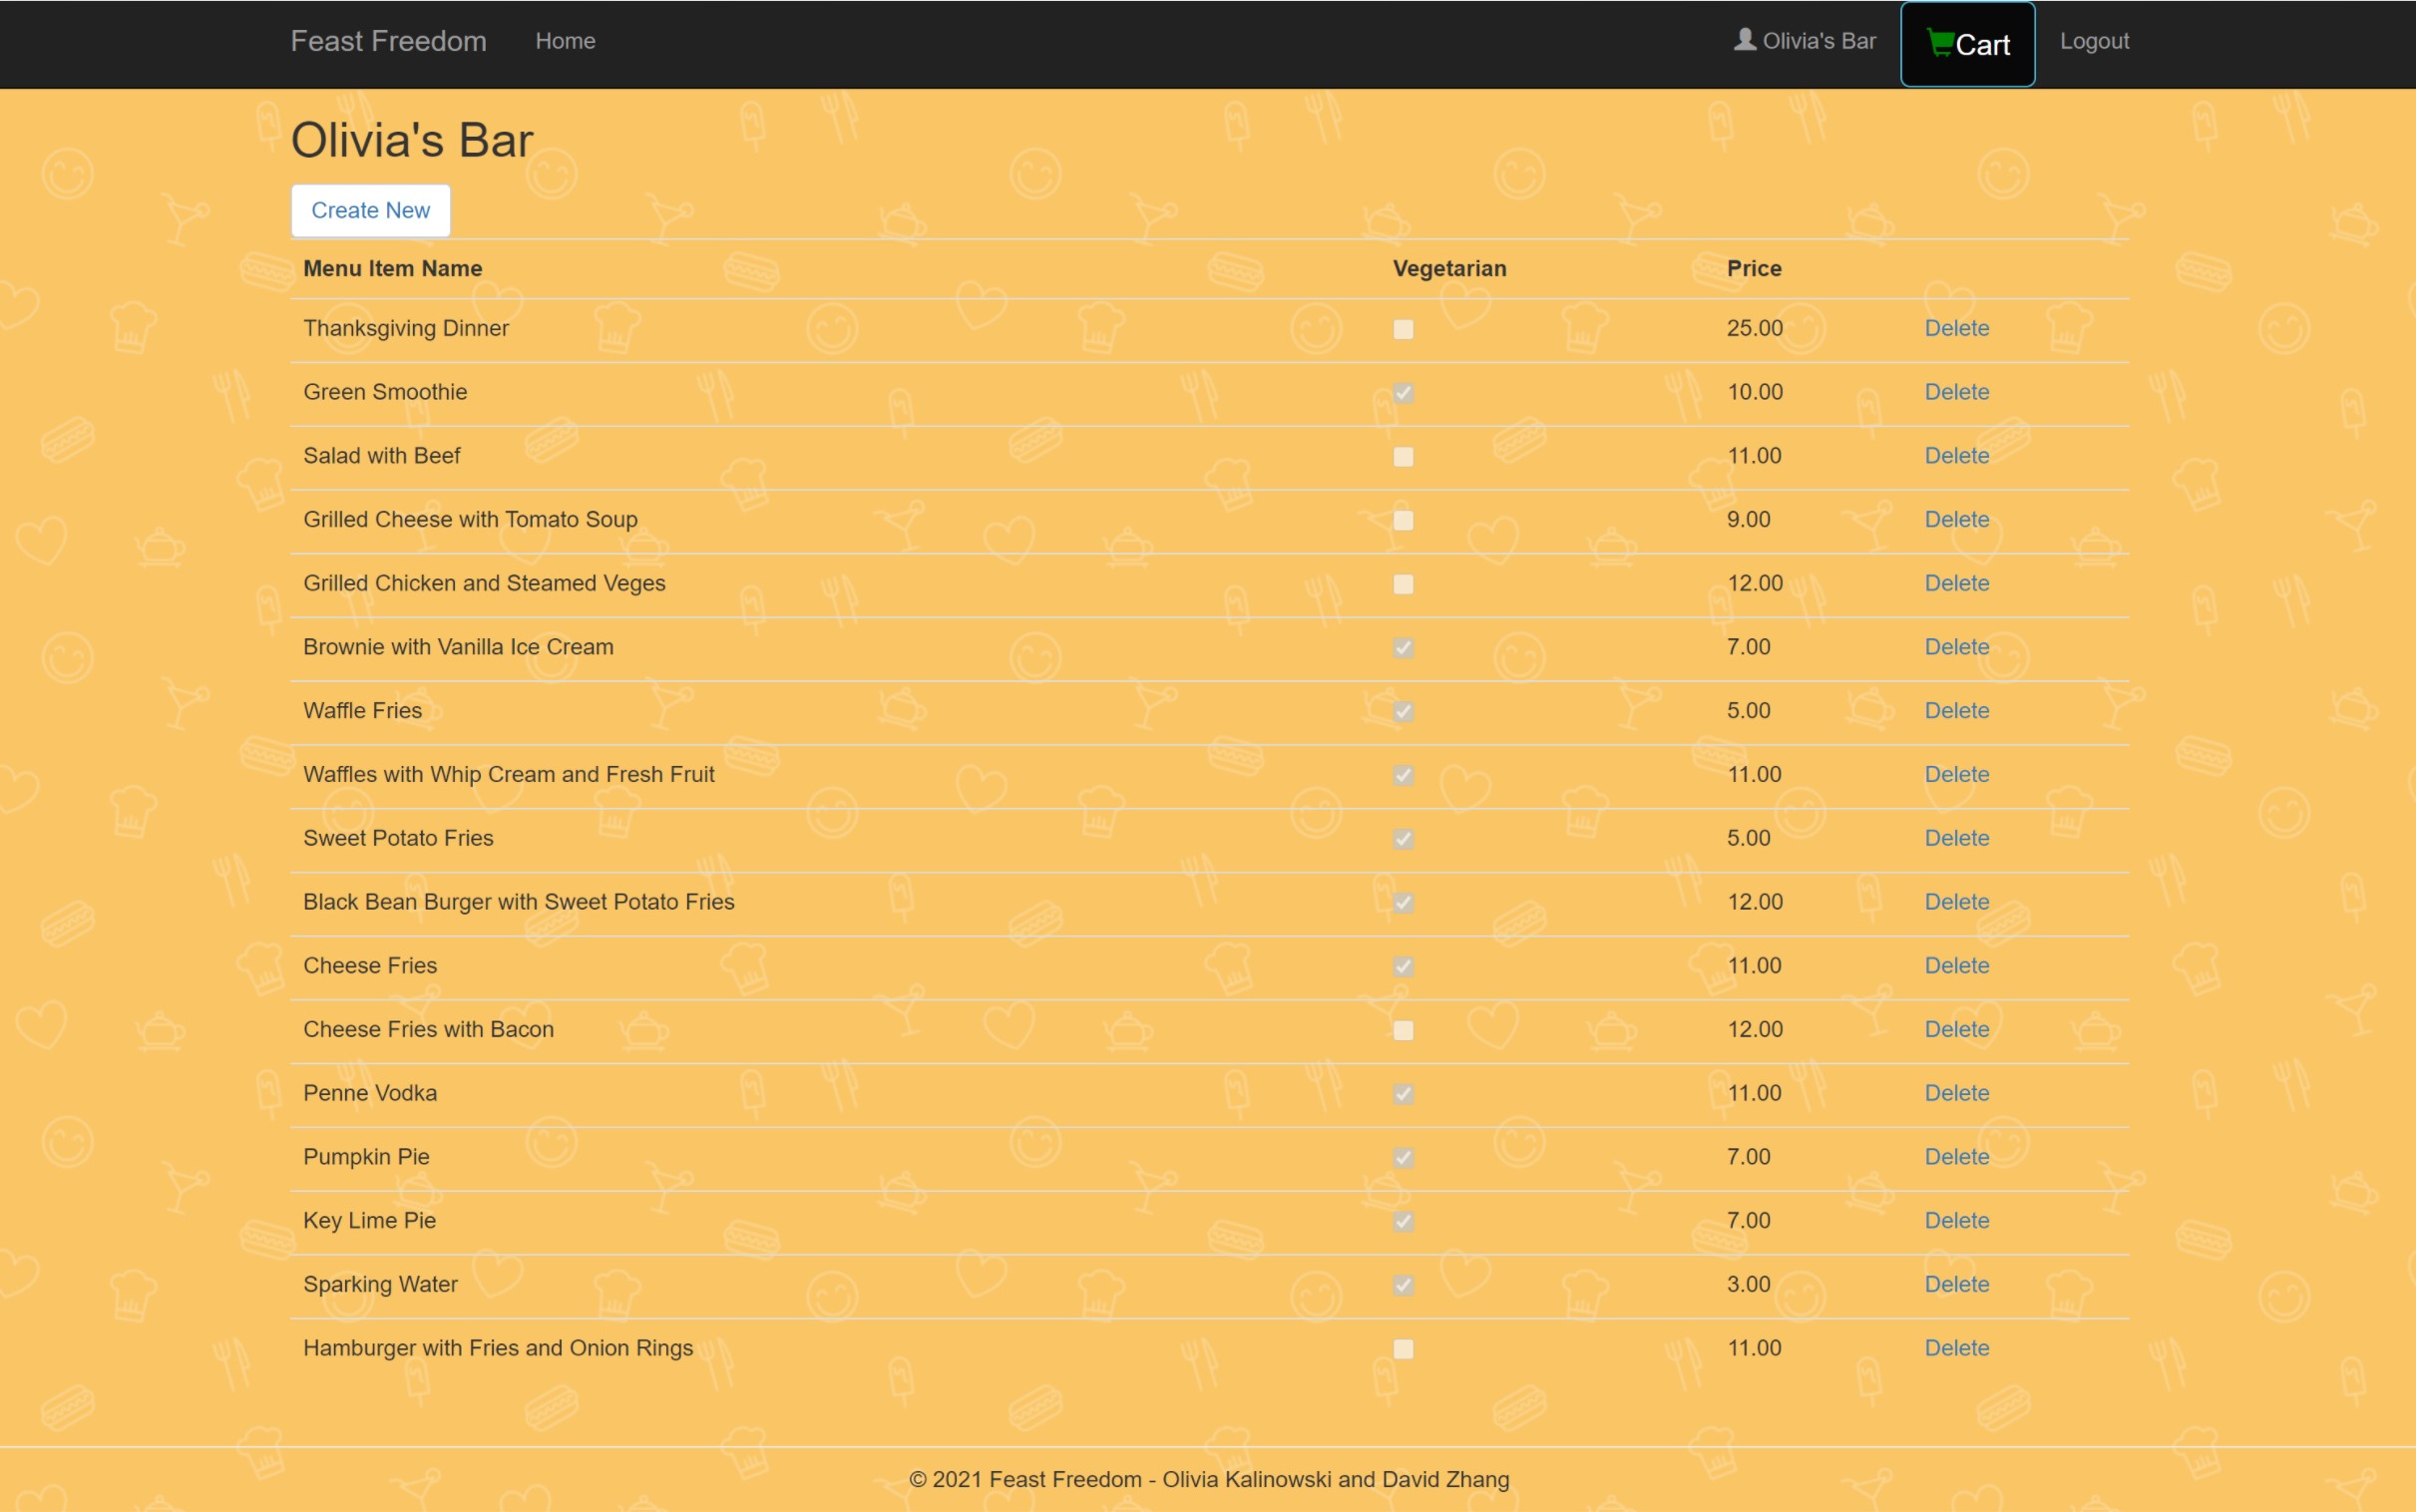 Feast Freedom Home Olivia's Bar Cart Logout
Olivia's Bar
Create New
Menu Item Name Vegetarian Price
Thanksgiving Dinner 25.00 Delete
Green Smoothie 10.00 Delete
Salad with Beef 11.00 Delete
Grilled Cheese with Tomato Soup 9.00 Delete
Grilled Chicken and Steamed Veges 12.00 Delete
Brownie with Vanilla Ice Cream 7.00 Delete
Waffle Fries 5.00 Delete
Waffles with Whip Cream and Fresh Fruit 11.00 Delete
Sweet Potato Fries 5.00 Delete
Black Bean Burger with Sweet Potato Fries 12.00 Delete
Cheese Fries 11.00 Delete
Cheese Fries with Bacon 12.00 Delete
Penne Vodka 11.00 Delete
Pumpkin Pie 7.00 Delete
Key Lime Pie 7.00 Delete
Sparking Water 3.00 Delete
Hamburger with Fries and Onion Rings 11.00 Delete
© 2021 Feast Freedom - Olivia Kalinowski and David Zhang